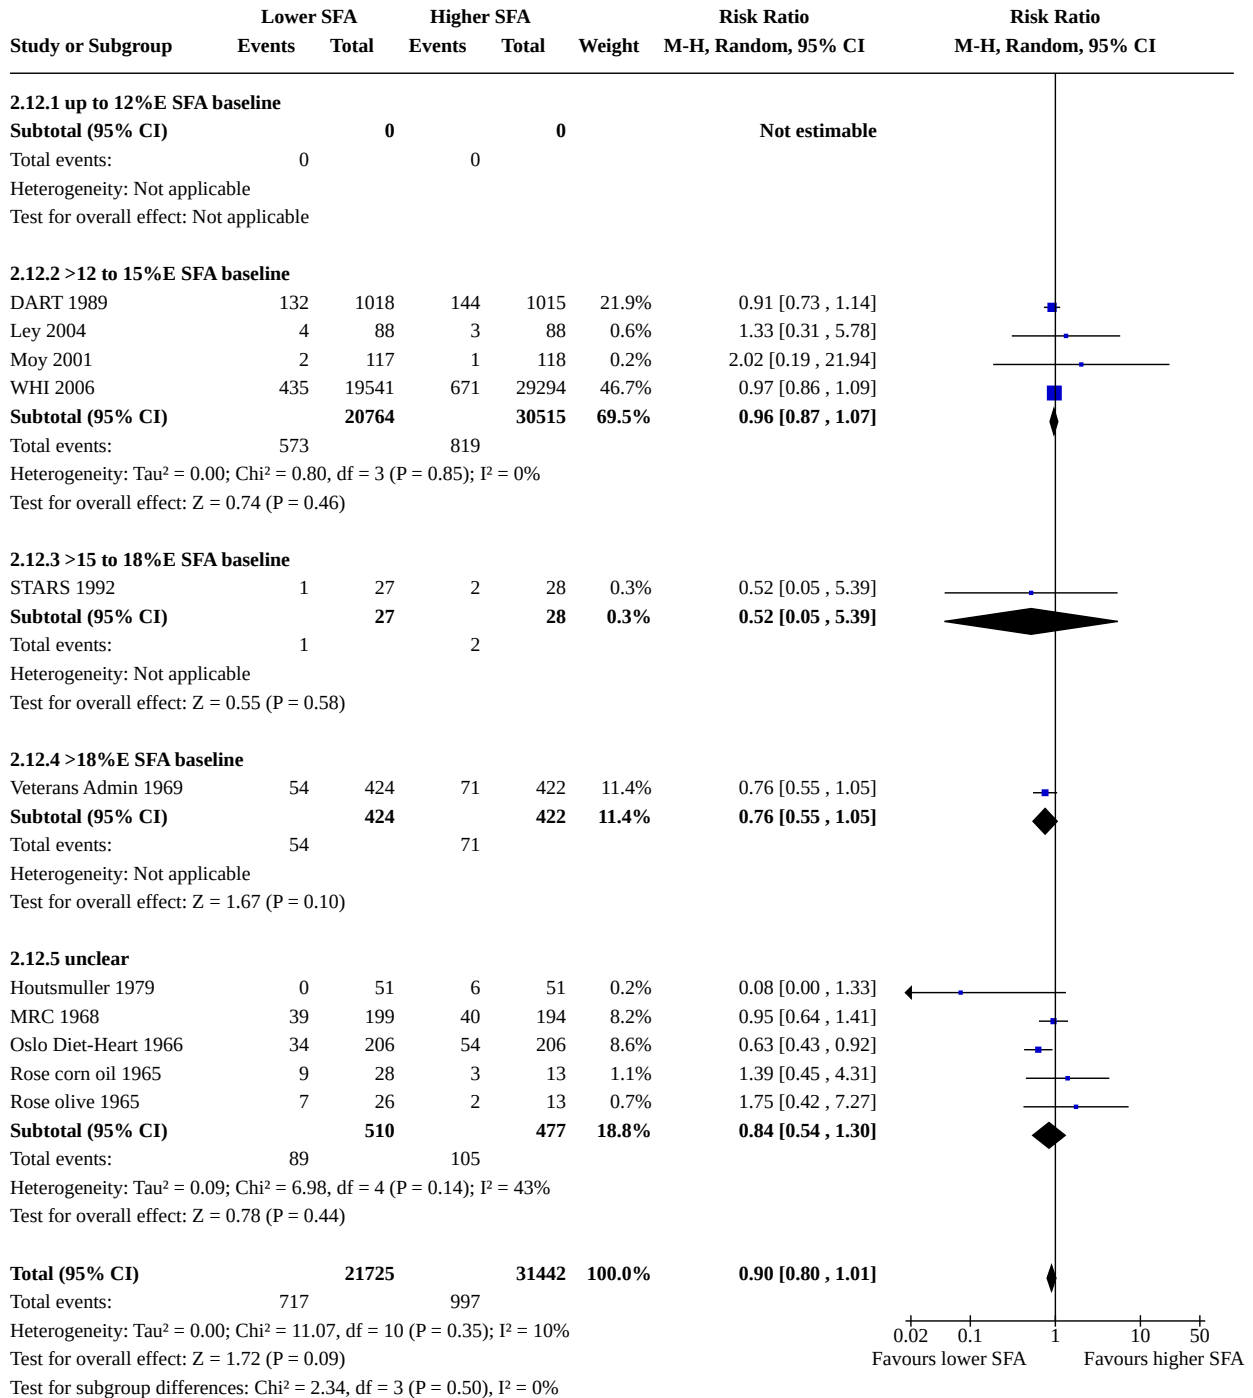 Lower SFA Higher SFA Risk Ratio Risk Ratio
Study or Subgroup Events Total Events Total Weight M-H, Random, 95% CI M-H, Random, 95% CI
2.12.1 up to 12%E SFA baseline
Subtotal (95% CI) 0 0 Not estimable
Total events: 0 0
Heterogeneity: Not applicable
Test for overall effect: Not applicable
2.12.2 >12 to 15%E SFA baseline
DART 1989 132 1018 144 1015 21.9% 0.91 [0.73 , 1.14]
Ley 2004 4 88 3 88 0.6% 1.33 [0.31 , 5.78]
Moy 2001 2 117 1 118 0.2% 2.02 [0.19 , 21.94]
WHI 2006 435 19541 671 29294 46.7% 0.97 [0.86 , 1.09]
Subtotal (95% CI) 20764 30515 69.5% 0.96 [0.87 , 1.07]
Total events: 573 819
Heterogeneity: Tau² = 0.00; Chi² = 0.80, df = 3 (P = 0.85); I² = 0%
Test for overall effect: Z = 0.74 (P = 0.46)
2.12.3 >15 to 18%E SFA baseline
STARS 1992 1 27 2 28 0.3% 0.52 [0.05 , 5.39]
Subtotal (95% CI) 27 28 0.3% 0.52 [0.05 , 5.39]
Total events: 1 2
Heterogeneity: Not applicable
Test for overall effect: Z = 0.55 (P = 0.58)
2.12.4 >18%E SFA baseline
Veterans Admin 1969 54 424 71 422 11.4% 0.76 [0.55 , 1.05]
Subtotal (95% CI) 424 422 11.4% 0.76 [0.55 , 1.05]
Total events: 54 71
Heterogeneity: Not applicable
Test for overall effect: Z = 1.67 (P = 0.10)
2.12.5 unclear
Houtsmuller 1979 0 51 6 51 0.2% 0.08 [0.00 , 1.33]
MRC 1968 39 199 40 194 8.2% 0.95 [0.64 , 1.41]
Oslo Diet-Heart 1966 34 206 54 206 8.6% 0.63 [0.43 , 0.92]
Rose corn oil 1965 9 28 3 13 1.1% 1.39 [0.45 , 4.31]
Rose olive 1965 7 26 2 13 0.7% 1.75 [0.42 , 7.27]
Subtotal (95% CI) 510 477 18.8% 0.84 [0.54 , 1.30]
Total events: 89 105
Heterogeneity: Tau² = 0.09; Chi² = 6.98, df = 4 (P = 0.14); I² = 43%
Test for overall effect: Z = 0.78 (P = 0.44)
Total (95% CI) 21725 31442 100.0% 0.90 [0.80 , 1.01]
Total events: 717 997
Heterogeneity: Tau² = 0.00; Chi² = 11.07, df = 10 (P = 0.35); I² = 10%
0.02 0.1 1 10 50
Test for overall effect: Z = 1.72 (P = 0.09) Favours lower SFA Favours higher SFA
Test for subgroup differences: Chi² = 2.34, df = 3 (P = 0.50), I² = 0%